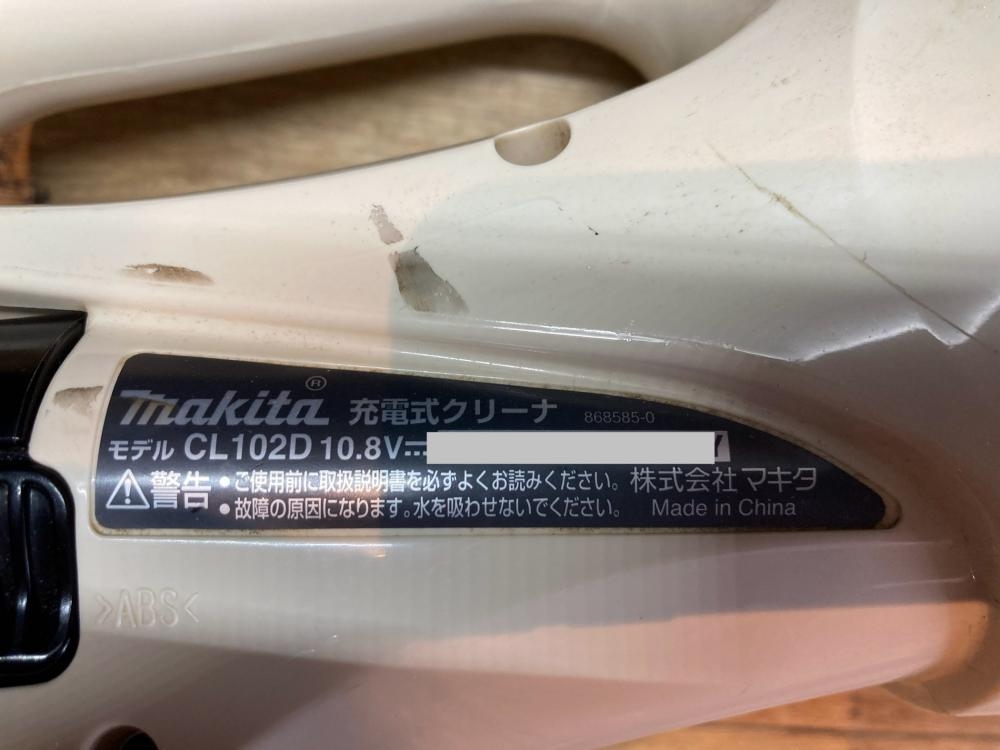 makita® 充電式クリーナ 868585-0
モデル CL102D 10.8V⎓
⚠警告 • ご使用前に取扱説明書を必ずよくお読みください。 株式会社マキタ
• 故障の原因になります。水を吸わせないでください。 Made in China
>ABS<